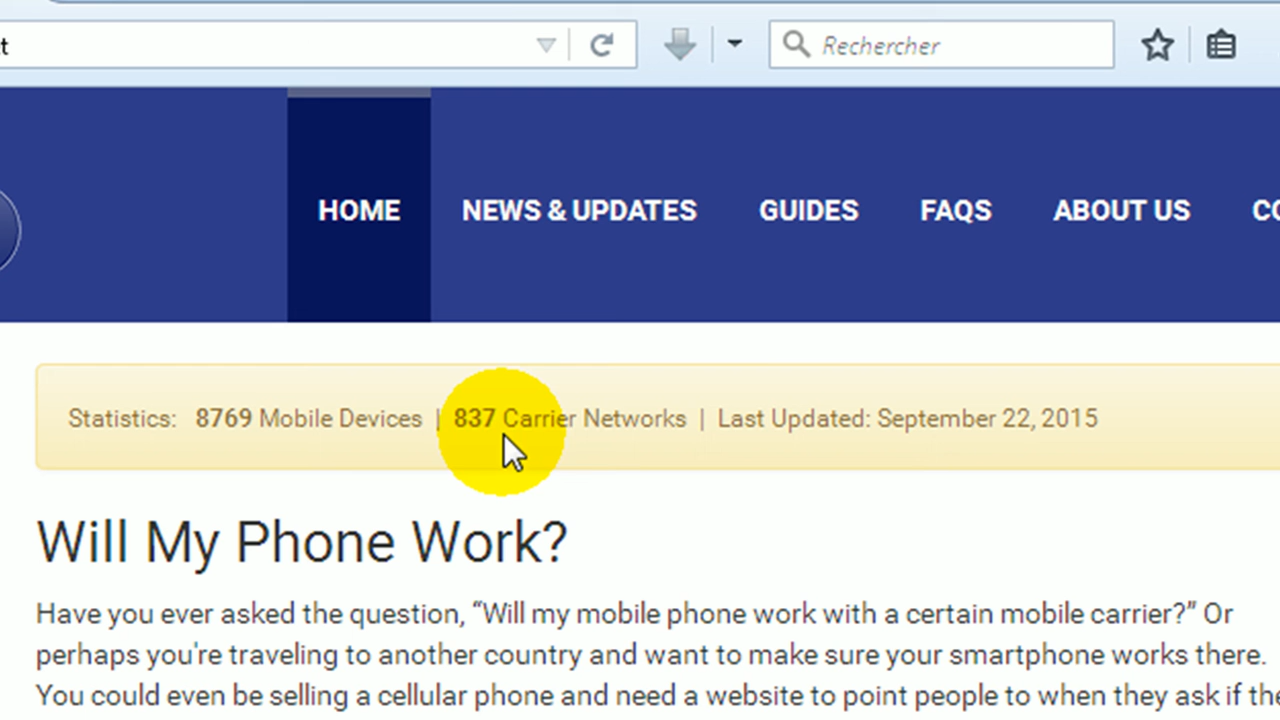 t
Rechercher
HOME NEWS & UPDATES GUIDES FAQS ABOUT US
Statistics: 8769 Mobile Devices | 837 Carrier Networks | Last Updated: September 22, 2015
Will My Phone Work?
Have you ever asked the question, “Will my mobile phone work with a certain mobile carrier?” Or
perhaps you're traveling to another country and want to make sure your smartphone works there.
You could even be selling a cellular phone and need a website to point people to when they ask if